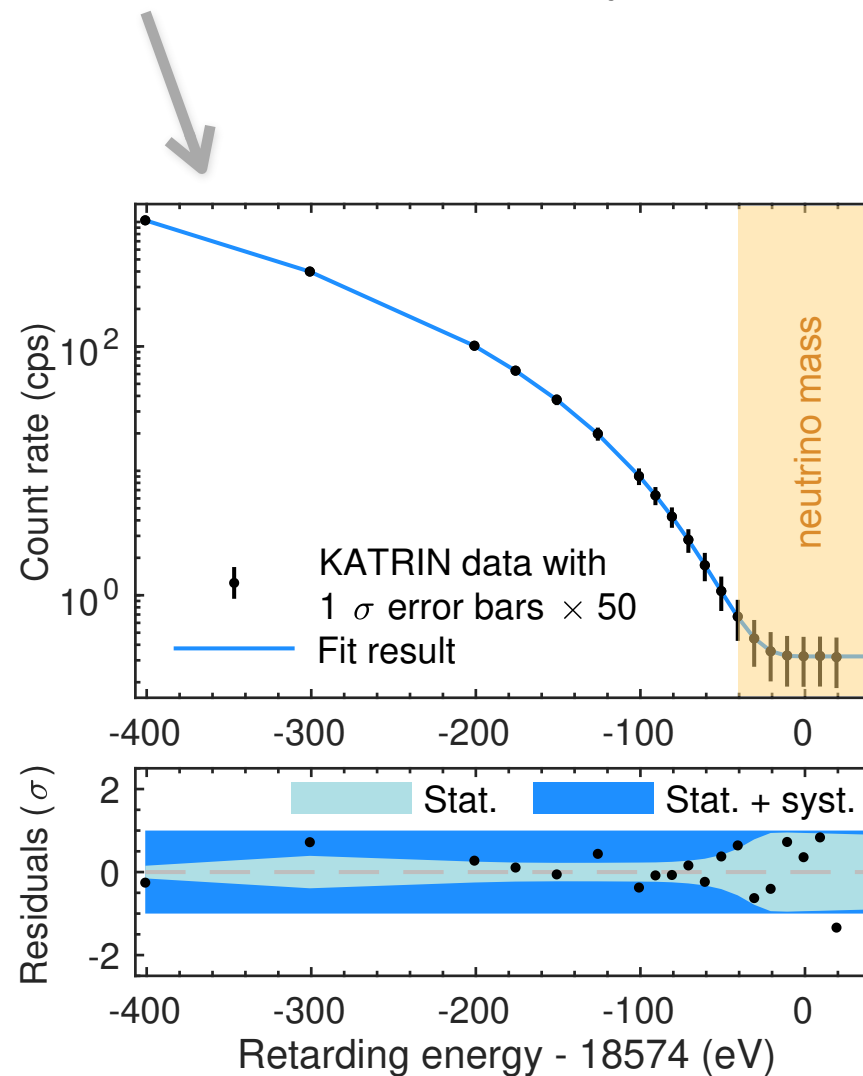 10²
10⁰
Count rate (cps)
neutrino mass
KATRIN data with
1 σ error bars × 50
Fit result
-400 -300 -200 -100 0
2
0
-2
Residuals (σ)
Stat. Stat. + syst.
-400 -300 -200 -100 0
Retarding energy - 18574 (eV)